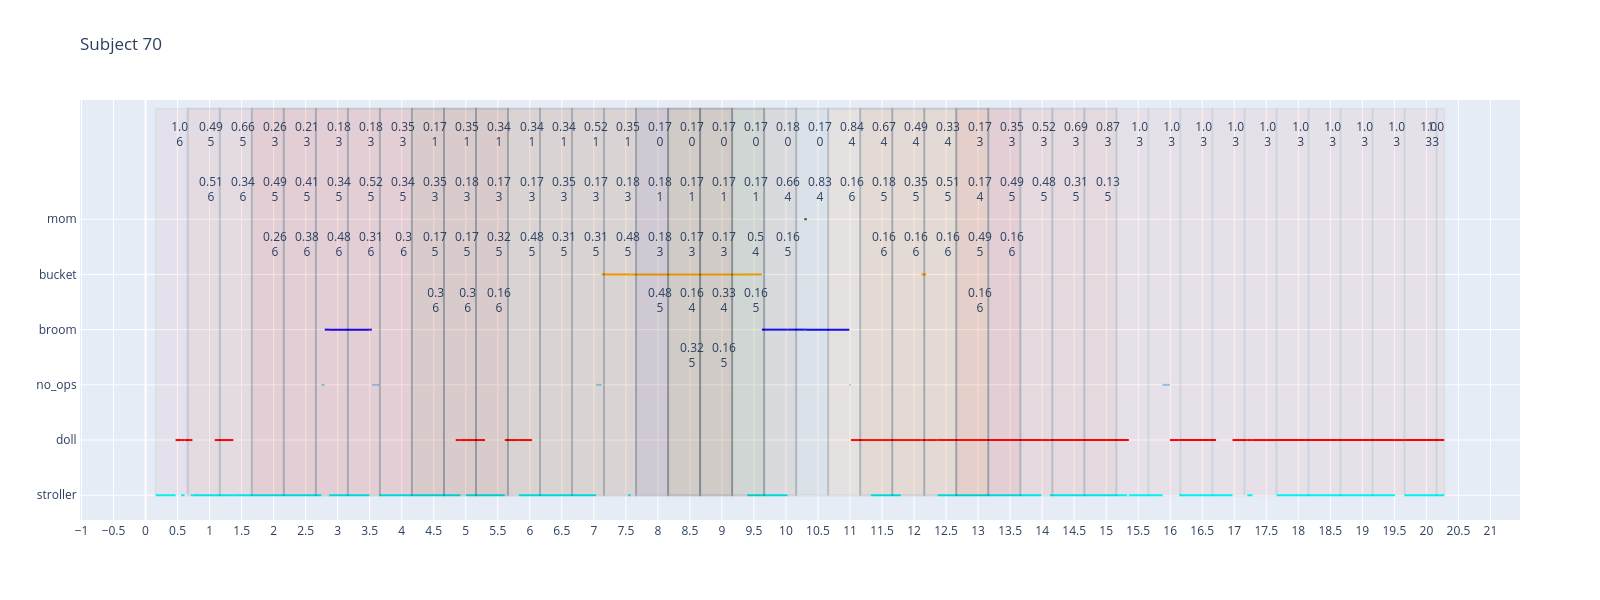 Subject 70
1.0 0.49 0.66 0.26 0.21 0.18 0.18 0.35 0.17 0.35 0.34 0.34 0.34 0.52 0.35 0.17 0.17 0.17 0.17 0.18 0.17 0.84 0.67 0.49 0.33 0.17 0.35 0.52 0.69 0.87 1.0 1.0 1.0 1.0 1.0 1.0 1.0 1.0 1.0
6 5 5 3 3 3 3 3 1 1 1 1 1 1 1 0 0 0 0 0 0 4 4 4 4 3 3 3 3 3 3 3 3 3 3 3 3 3 3 33
0.51 0.34 0.49 0.41 0.34 0.52 0.34 0.35 0.18 0.17 0.17 0.35 0.17 0.18 0.18 0.17 0.17 0.17 0.66 0.83 0.16 0.18 0.35 0.51 0.17 0.49 0.48 0.31 0.13
6 6 5 5 5 5 5 3 3 3 3 3 3 3 1 1 1 1 4 4 6 5 5 5 4 5 5 5 5
mom
0.26 0.38 0.48 0.31 0.3 0.17 0.17 0.32 0.48 0.31 0.31 0.48 0.18 0.17 0.17 0.5 0.16 0.16 0.16 0.16 0.49 0.16
6 6 6 6 6 5 5 5 5 5 5 5 3 3 3 4 5 6 6 6 5 6
bucket
0.3 0.3 0.16 0.48 0.16 0.33 0.16 0.16
6 6 6 5 4 4 5 6
broom
0.32 0.16
5 5
no_ops
doll
stroller
−1 −0.5 0 0.5 1 1.5 2 2.5 3 3.5 4 4.5 5 5.5 6 6.5 7 7.5 8 8.5 9 9.5 10 10.5 11 11.5 12 12.5 13 13.5 14 14.5 15 15.5 16 16.5 17 17.5 18 18.5 19 19.5 20 20.5 21